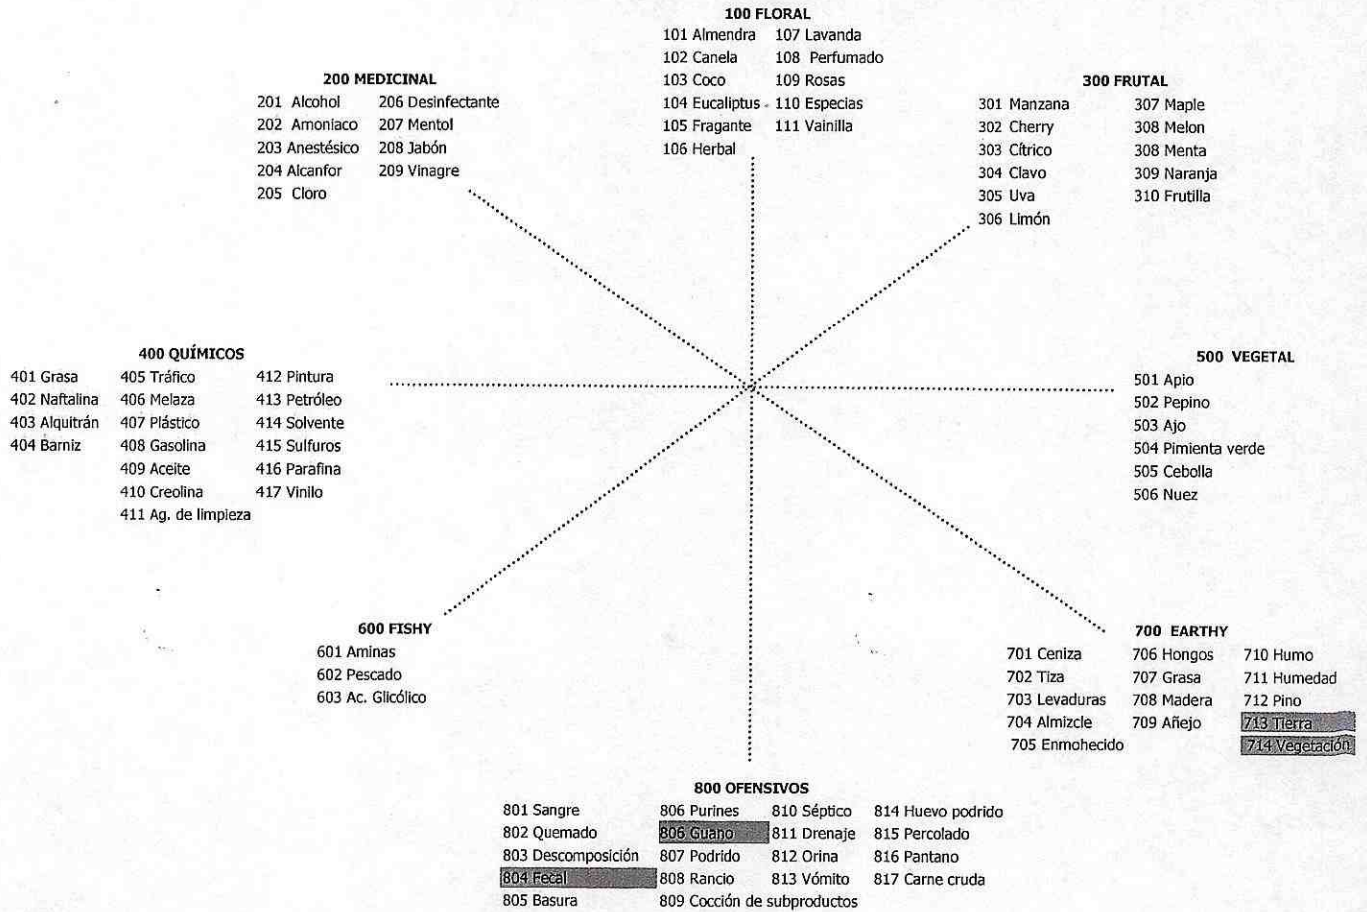 100 FLORAL
101 Almendra 107 Lavanda
102 Canela 108 Perfumado
103 Coco 109 Rosas
104 Eucaliptus 110 Especias
105 Fragante 111 Vainilla
106 Herbal
200 MEDICINAL
201 Alcohol 206 Desinfectante
202 Amoniaco 207 Mentol
203 Anestésico 208 Jabón
204 Alcanfor 209 Vinagre
205 Cloro
300 FRUTAL
301 Manzana 307 Maple
302 Cherry 308 Melon
303 Cítrico 308 Menta
304 Clavo 309 Naranja
305 Uva 310 Frutilla
306 Limón
400 QUÍMICOS
401 Grasa 405 Tráfico 412 Pintura
402 Naftalina 406 Melaza 413 Petróleo
403 Alquitrán 407 Plástico 414 Solvente
404 Barniz 408 Gasolina 415 Sulfuros
409 Aceite 416 Parafina
410 Creolina 417 Vinilo
411 Ag. de limpieza
500 VEGETAL
501 Apio
502 Pepino
503 Ajo
504 Pimienta verde
505 Cebolla
506 Nuez
600 FISHY
601 Aminas
602 Pescado
603 Ac. Glicólico
700 EARTHY
701 Ceniza 706 Hongos 710 Humo
702 Tiza 707 Grasa 711 Humedad
703 Levaduras 708 Madera 712 Pino
704 Almizcle 709 Añejo 713 Tierra
705 Enmohecido 714 Vegetación
800 OFENSIVOS
801 Sangre 806 Purines 810 Séptico 814 Huevo podrido
802 Quemado 806 Guano 811 Drenaje 815 Percolado
803 Descomposición 807 Podrido 812 Orina 816 Pantano
804 Fecal 808 Rancio 813 Vómito 817 Carne cruda
805 Basura 809 Cocción de subproductos